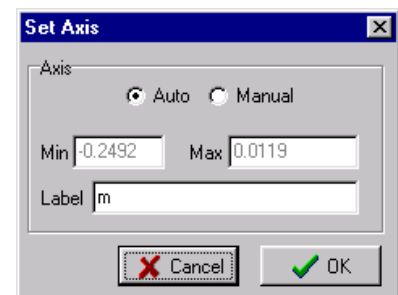 Set Axis
Axis
Auto Manual
Min -0.2492 Max 0.0119
Label m
Cancel OK